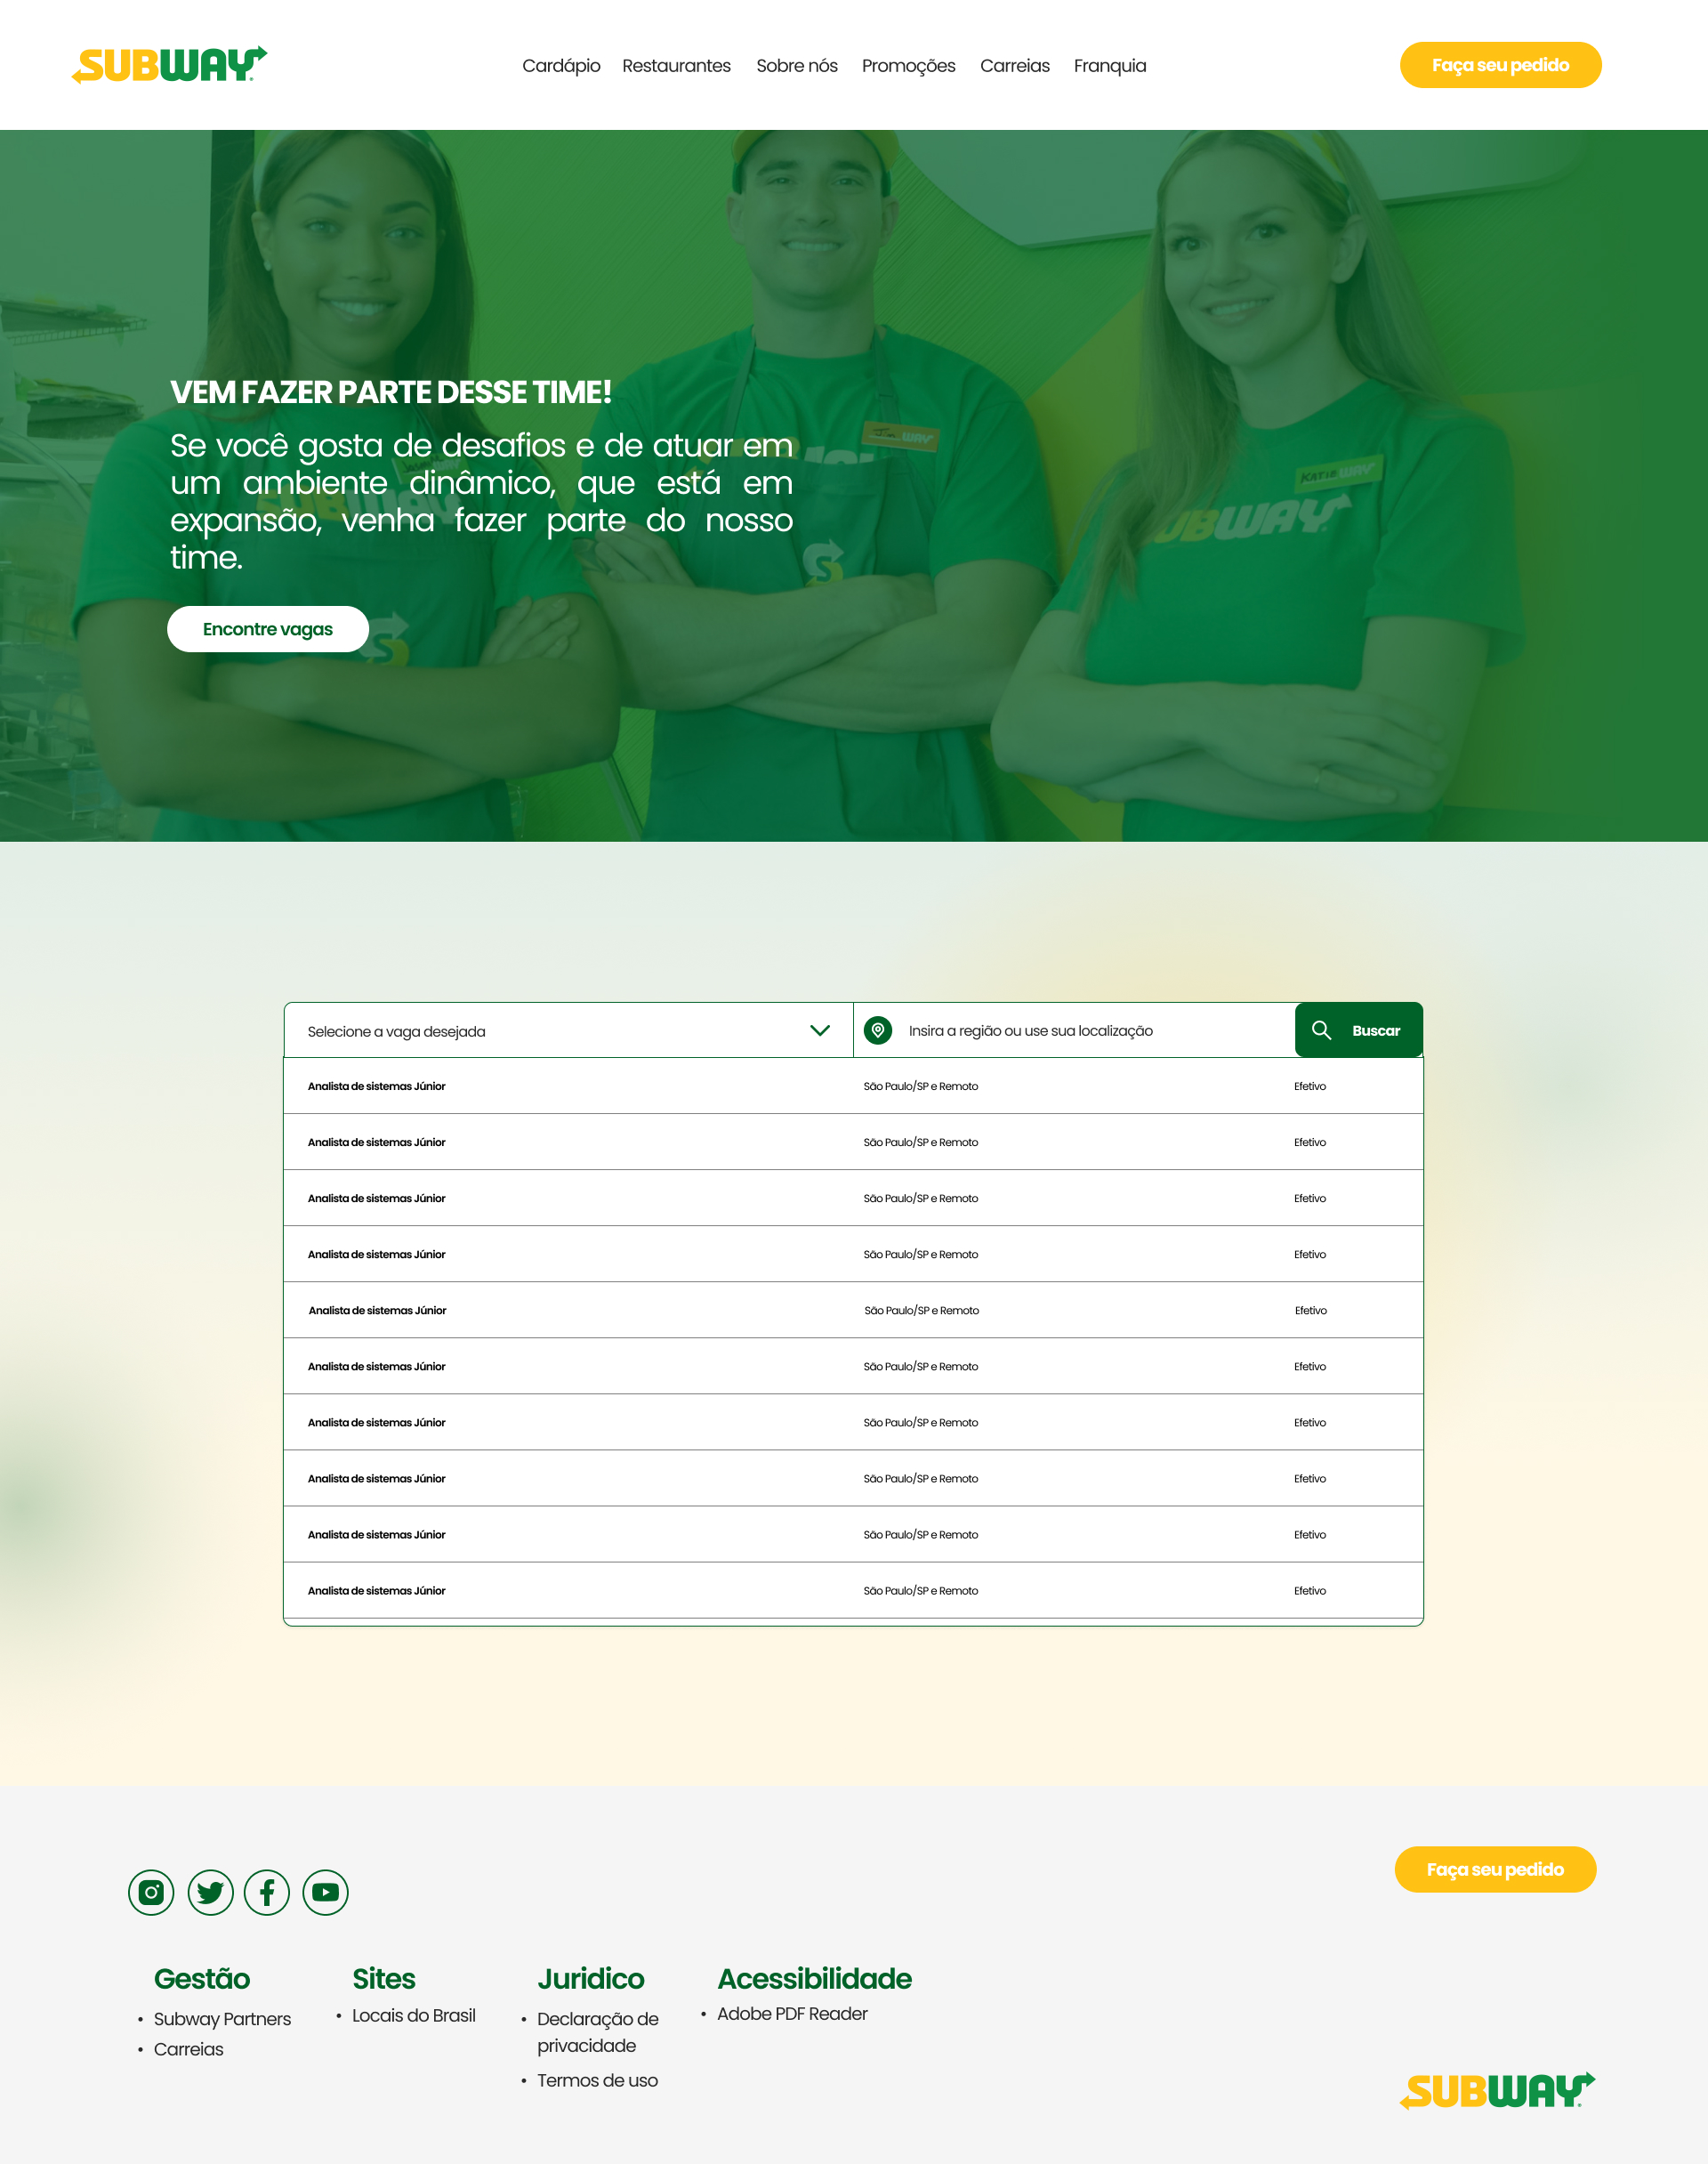 SUBWAY
Cardápio Restaurantes Sobre nós Promoções Carreias Franquia
Faça seu pedido
VEM FAZER PARTE DESSE TIME!
Se você gosta de desafios e de atuar em
um ambiente dinâmico, que está em
expansão, venha fazer parte do nosso
time.
Encontre vagas
WAY
KATIE WAY
UBWAY
Selecione a vaga desejada
Insira a região ou use sua localização
Buscar
Analista de sistemas Júnior São Paulo/SP e Remoto Efetivo
Analista de sistemas Júnior São Paulo/SP e Remoto Efetivo
Analista de sistemas Júnior São Paulo/SP e Remoto Efetivo
Analista de sistemas Júnior São Paulo/SP e Remoto Efetivo
Analista de sistemas Júnior São Paulo/SP e Remoto Efetivo
Analista de sistemas Júnior São Paulo/SP e Remoto Efetivo
Analista de sistemas Júnior São Paulo/SP e Remoto Efetivo
Analista de sistemas Júnior São Paulo/SP e Remoto Efetivo
Analista de sistemas Júnior São Paulo/SP e Remoto Efetivo
Analista de sistemas Júnior São Paulo/SP e Remoto Efetivo
Faça seu pedido
Gestão
• Subway Partners
• Carreias
Sites
• Locais do Brasil
Juridico
• Declaração de
privacidade
• Termos de uso
Acessibilidade
• Adobe PDF Reader
SUBWAY